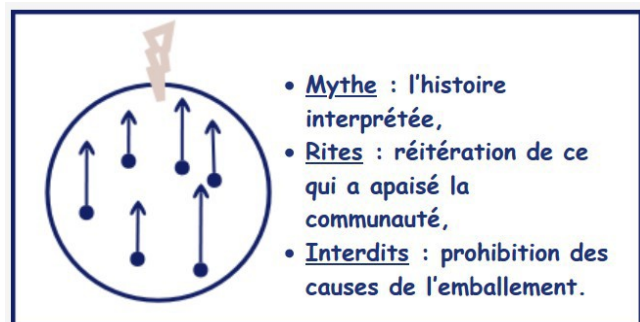 • Mythe : l'histoire
interprétée,
• Rites : réitération de ce
qui a apaisé la
communauté,
• Interdits : prohibition des
causes de l'emballement.